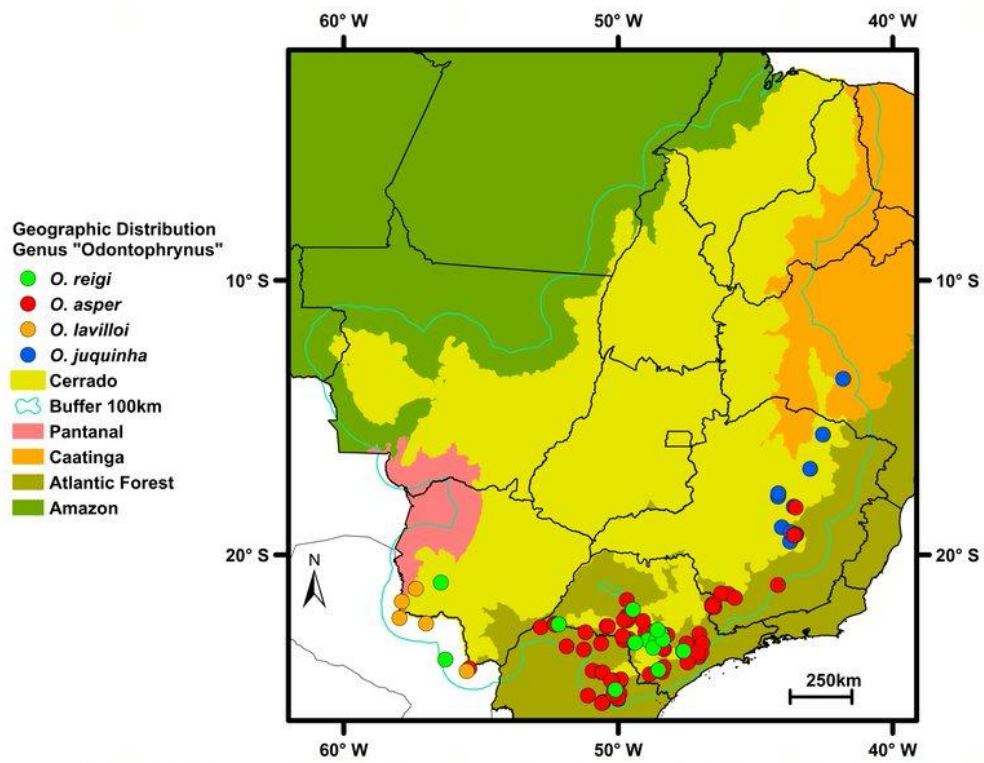 60° W 50° W 40° W
Geographic Distribution
Genus "Odontophrynus"
O. reigi
O. asper
O. lavilloi
O. juquinha
Cerrado
Buffer 100km
Pantanal
Caatinga
Atlantic Forest
Amazon
10° S 10° S
20° S 20° S
N
250km
60° W 50° W 40° W